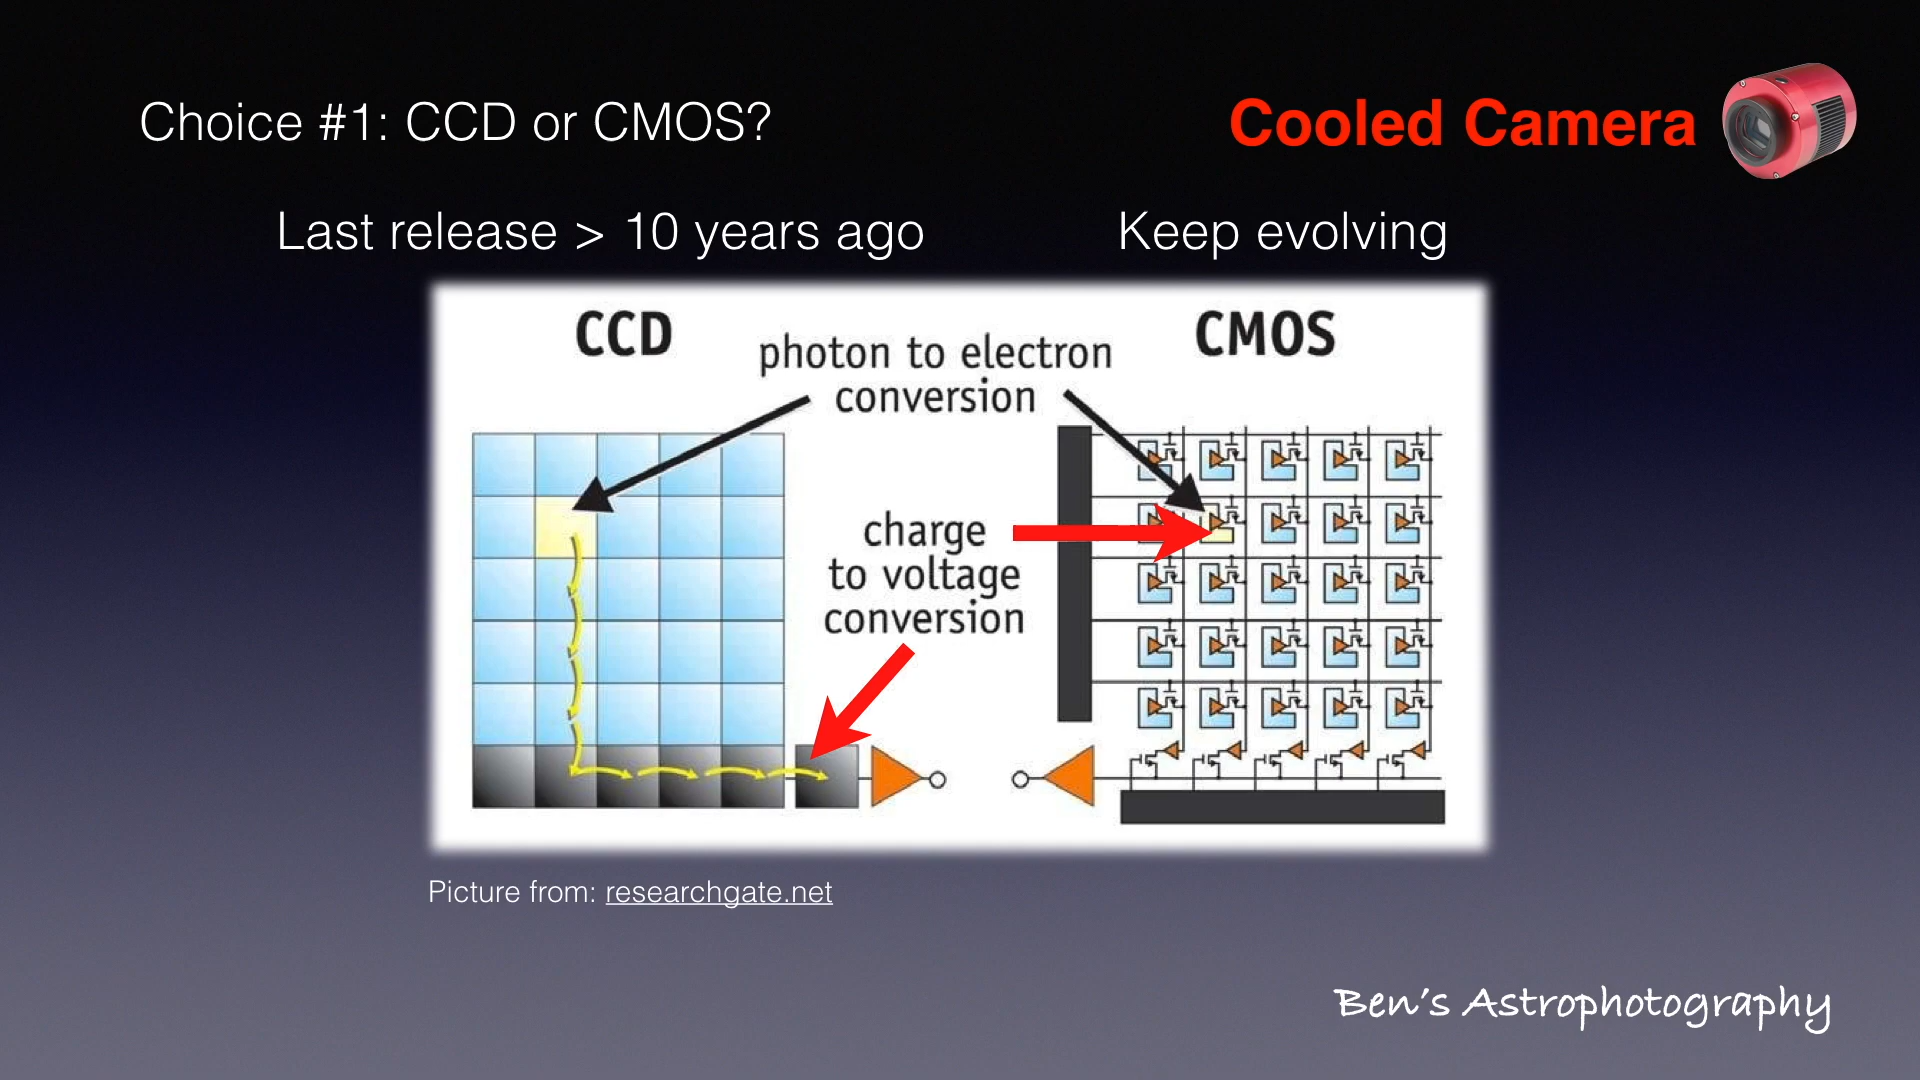 Choice #1: CCD or CMOS?
Cooled Camera
Last release > 10 years ago
Keep evolving
CCD
photon to electron
conversion
CMOS
charge
to voltage
conversion
Picture from: researchgate.net
Ben's Astrophotography